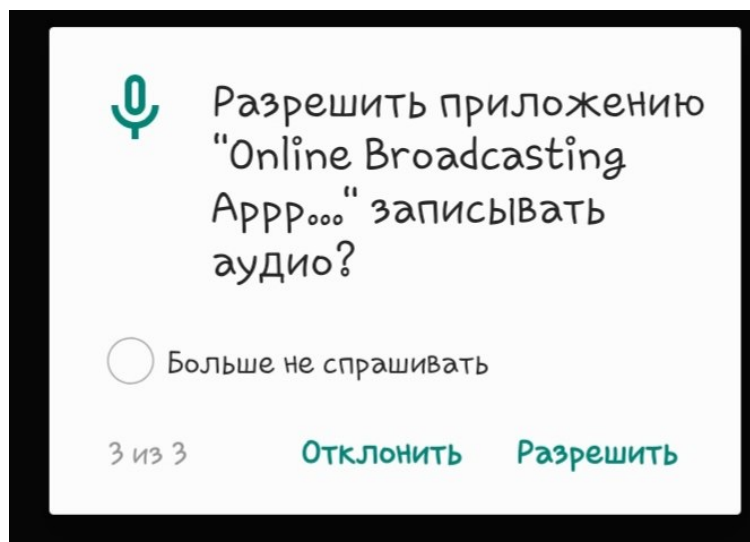 Разрешить приложению
"Online Broadcasting
Appp..." записывать
аудио?
Больше не спрашивать
3 из 3 Отклонить Разрешить